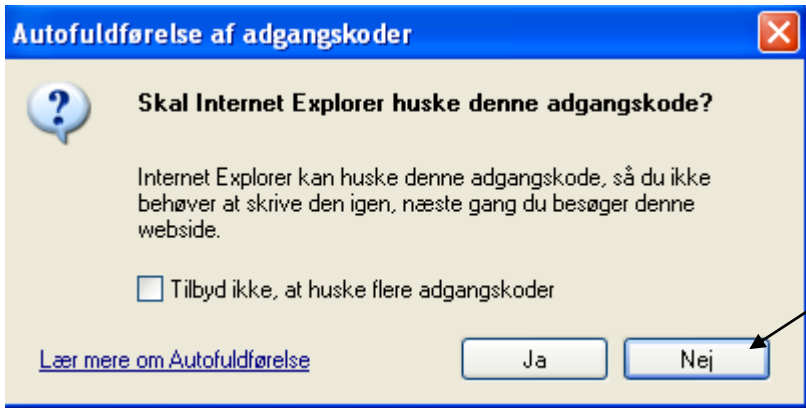 Autofuldførelse af adgangskoder
Skal Internet Explorer huske denne adgangskode?
Internet Explorer kan huske denne adgangskode, så du ikke
behøver at skrive den igen, næste gang du besøger denne
webside.
Tilbyd ikke, at huske flere adgangskoder
Lær mere om Autofuldførelse
Ja
Nej